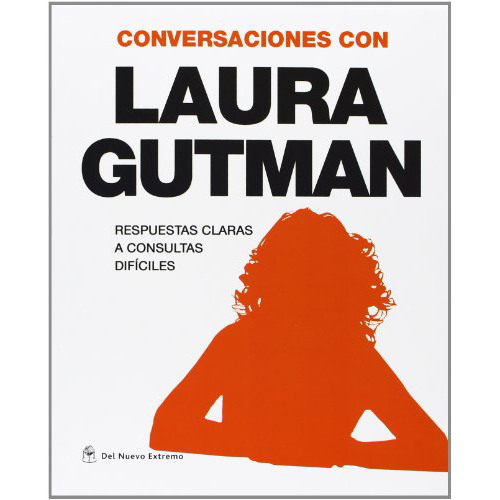 CONVERSACIONES CON
LAURA
GUTMAN
RESPUESTAS CLARAS
A CONSULTAS
DIFÍCILES
Del Nuevo Extremo